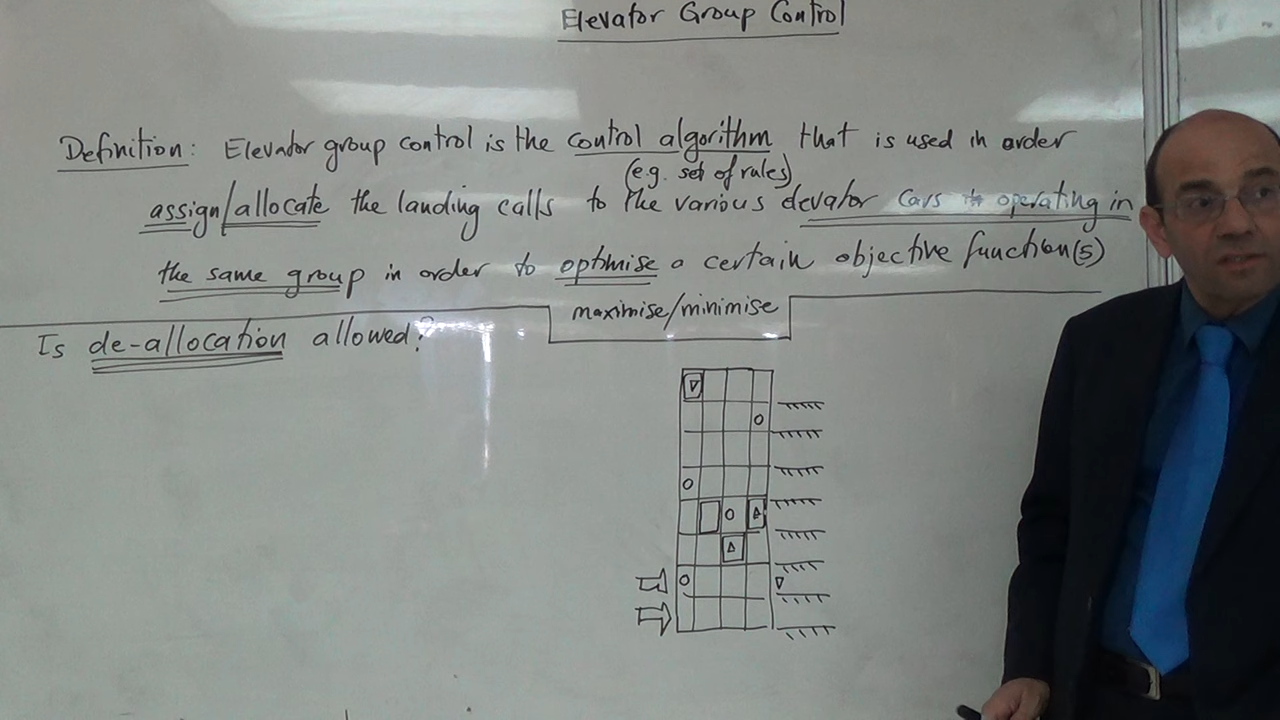 Elevator Group Control
Definition: Elevator group control is the control algorithm that is used in order
(e.g. set of rules)
assign/allocate the landing calls to the various elevator cars operating in
the same group in order to optimise a certain objective function(s)
maximise/minimise
Is de-allocation allowed?